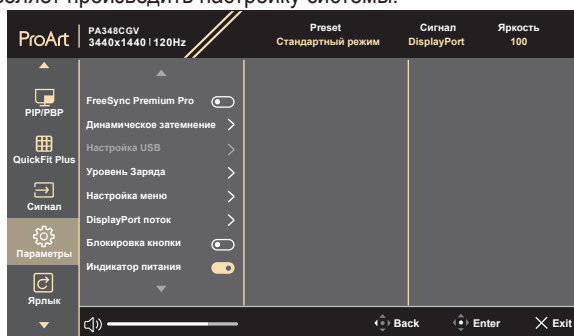 воляет производить настройку системы.
ProArt
PA348CGV
3440x1440 120Hz
Preset
Стандартный режим
Сигнал
DisplayPort
Яркость
100
PIP/PBP
QuickFit Plus
Сигнал
Параметры
Ярлык
FreeSync Premium Pro
Динамическое затемнение
Настройка USB
Уровень Заряда
Настройка меню
DisplayPort поток
Блокировка кнопки
Индикатор питания
Back
Enter
Exit